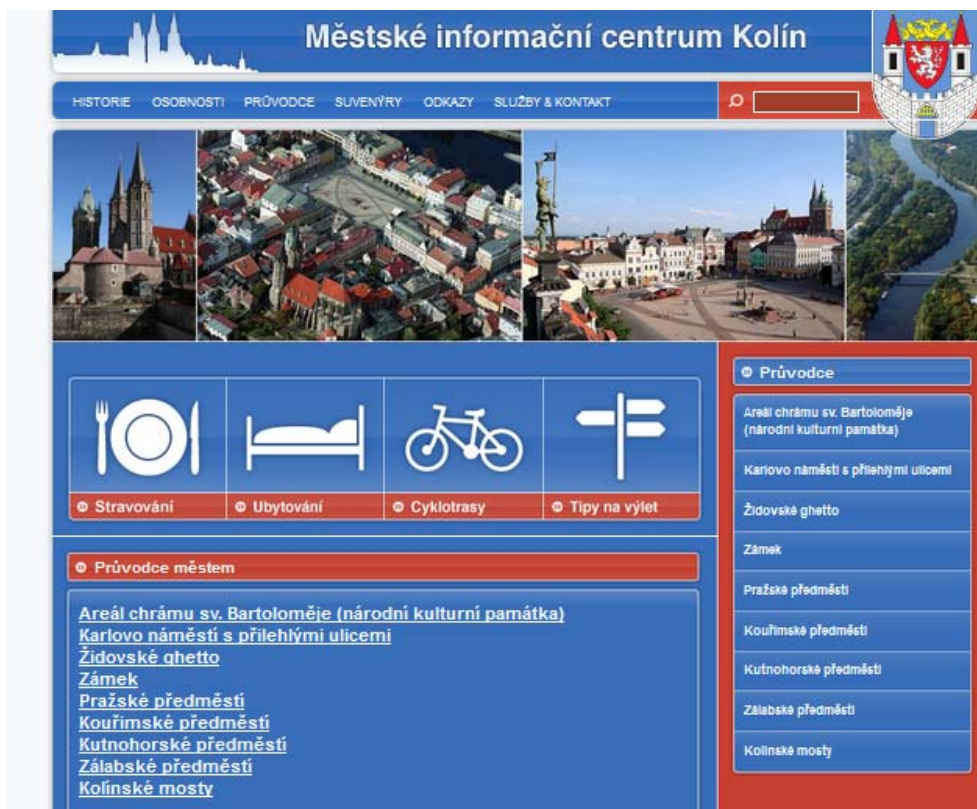 Městské informační centrum Kolín
HISTORIE OSOBNOSTI PRŮVODCE SUVENÝRY ODKAZY SLUŽBY & KONTAKT
Stravování
Ubytování
Cyklotrasy
Tipy na výlet
Průvodce městem
Areál chrámu sv. Bartoloměje (národní kulturní památka)
Karlovo náměstí s přilehlými ulicemi
Židovské ghetto
Zámek
Pražské předměstí
Kouřimské předměstí
Kutnohorské předměstí
Zálabské předměstí
Kolínské mosty
Průvodce
Areál chrámu sv. Bartoloměje
(národní kulturní památka)
Karlovo náměstí s přilehlými ulicemi
Židovské ghetto
Zámek
Pražské předměstí
Kouřimské předměstí
Kutnohorské předměstí
Zálabské předměstí
Kolínské mosty